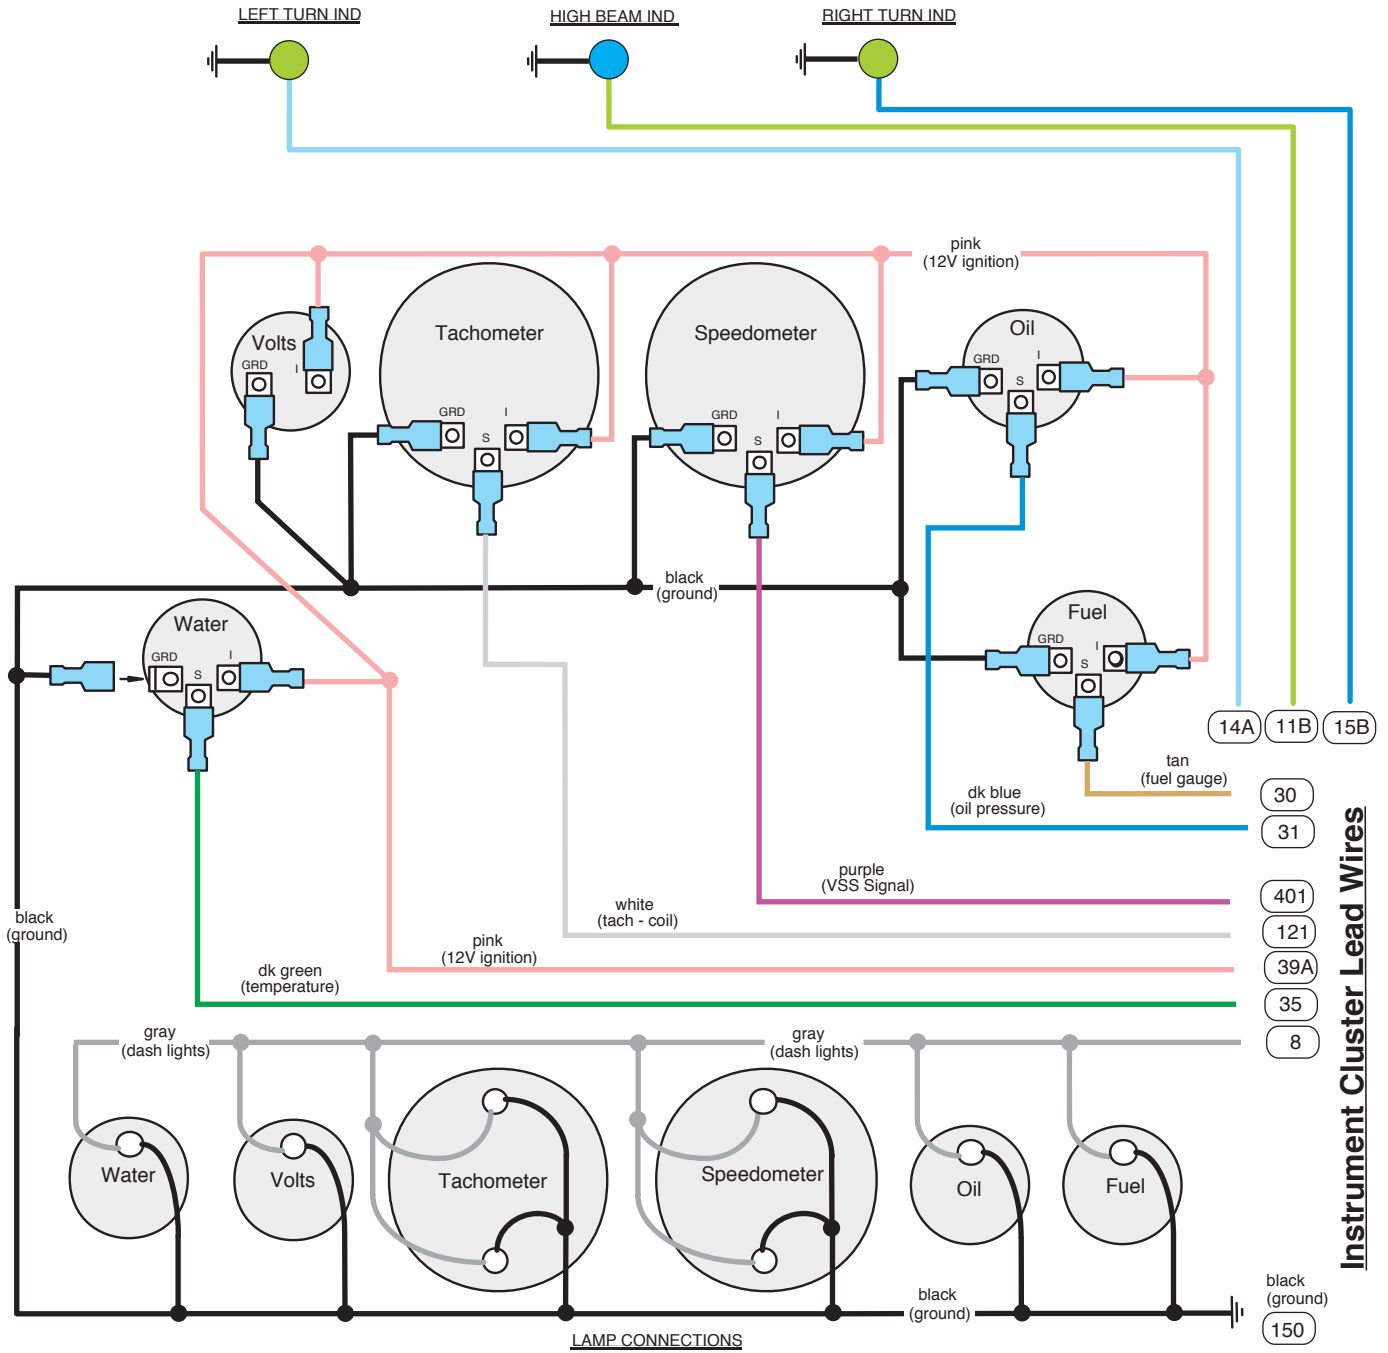 LEFT TURN IND
HIGH BEAM IND
RIGHT TURN IND
pink
(12V ignition)
Volts
GRD
I
Tachometer
GRD
S
I
Speedometer
GRD
S
I
Oil
GRD
S
I
black
(ground)
Water
GRD
S
I
Fuel
GRD
S
I
14A
11B
15B
tan
(fuel gauge)
30
dk blue
(oil pressure)
31
purple
(VSS Signal)
401
white
(tach - coil)
121
black
(ground)
pink
(12V ignition)
39A
dk green
(temperature)
35
gray
(dash lights)
gray
(dash lights)
8
Instrument Cluster Lead Wires
Water
Volts
Tachometer
Speedometer
Oil
Fuel
black
(ground)
black
(ground)
150
LAMP CONNECTIONS